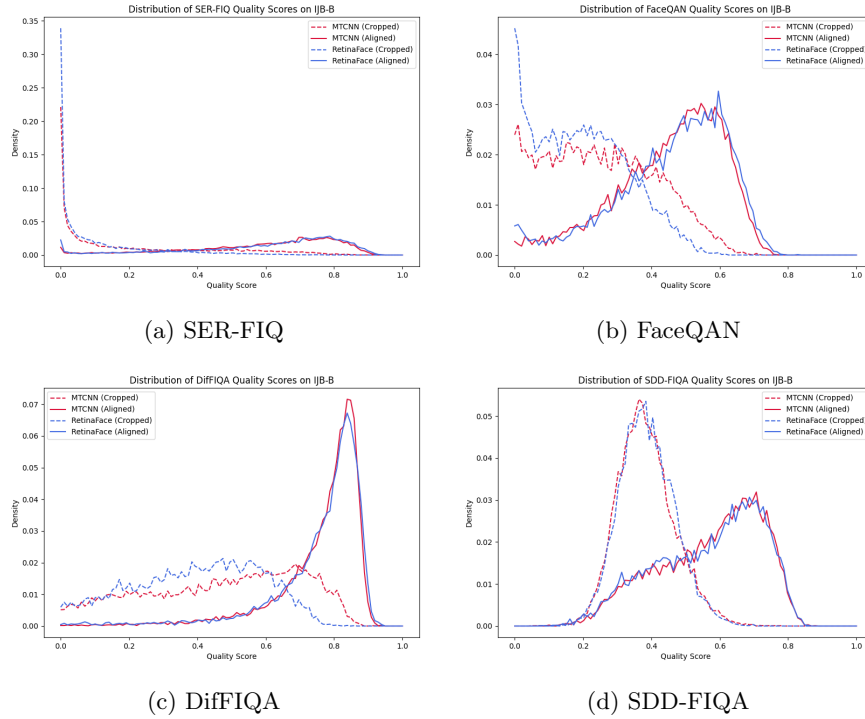 Distribution of SER-FIQ Quality Scores on IJB-B
MTCNN (Cropped)
MTCNN (Aligned)
RetinaFace (Cropped)
RetinaFace (Aligned)
0.35
0.30
0.25
0.20
0.15
0.10
0.05
0.00
Density
0.0 0.2 0.4 0.6 0.8 1.0
Quality Score
(a) SER-FIQ
Distribution of FaceQAN Quality Scores on IJB-B
MTCNN (Cropped)
MTCNN (Aligned)
RetinaFace (Cropped)
RetinaFace (Aligned)
0.04
0.03
0.02
0.01
0.00
Density
0.0 0.2 0.4 0.6 0.8 1.0
Quality Score
(b) FaceQAN
Distribution of DifFIQA Quality Scores on IJB-B
MTCNN (Cropped)
MTCNN (Aligned)
RetinaFace (Cropped)
RetinaFace (Aligned)
0.07
0.06
0.05
0.04
0.03
0.02
0.01
0.00
Density
0.0 0.2 0.4 0.6 0.8 1.0
Quality Score
(c) DifFIQA
Distribution of SDD-FIQA Quality Scores on IJB-B
MTCNN (Cropped)
MTCNN (Aligned)
RetinaFace (Cropped)
RetinaFace (Aligned)
0.05
0.04
0.03
0.02
0.01
0.00
Density
0.0 0.2 0.4 0.6 0.8 1.0
Quality Score
(d) SDD-FIQA